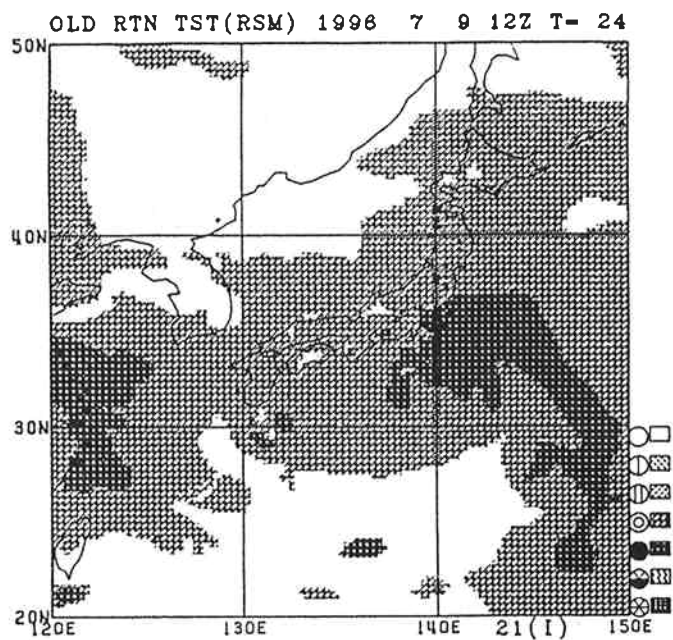 OLD RTN TST(RSM) 1996 7 9 12Z T= 24
50N
40N
30N
20N
120E 130E 140E 21(I) 150E